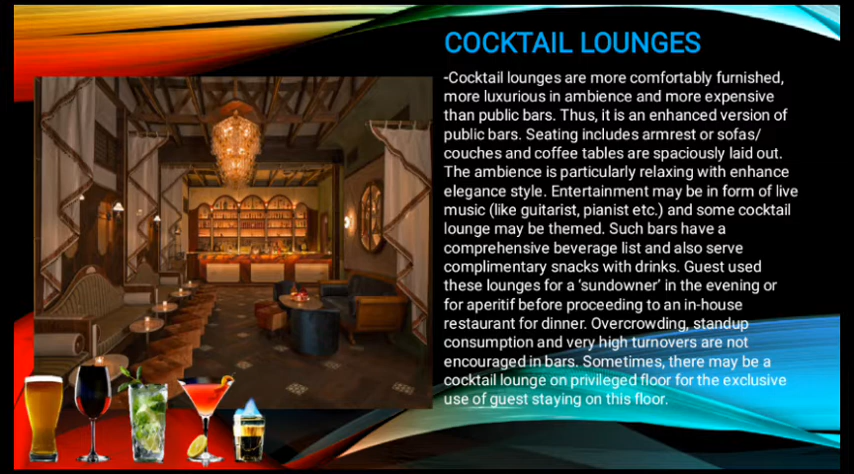 COCKTAIL LOUNGES
-Cocktail lounges are more comfortably furnished,
more luxurious in ambience and more expensive
than public bars. Thus, it is an enhanced version of
public bars. Seating includes armrest or sofas/
couches and coffee tables are spaciously laid out.
The ambience is particularly relaxing with enhance
elegance style. Entertainment may be in form of live
music (like guitarist, pianist etc.) and some cocktail
lounge may be themed. Such bars have a
comprehensive beverage list and also serve
complimentary snacks with drinks. Guest used
these lounges for a ‘sundowner’ in the evening or
for aperitif before proceeding to an in-house
restaurant for dinner. Overcrowding, standup
consumption and very high turnovers are not
encouraged in bars. Sometimes, there may be a
cocktail lounge on privileged floor for the exclusive
use of guest staying on this floor.